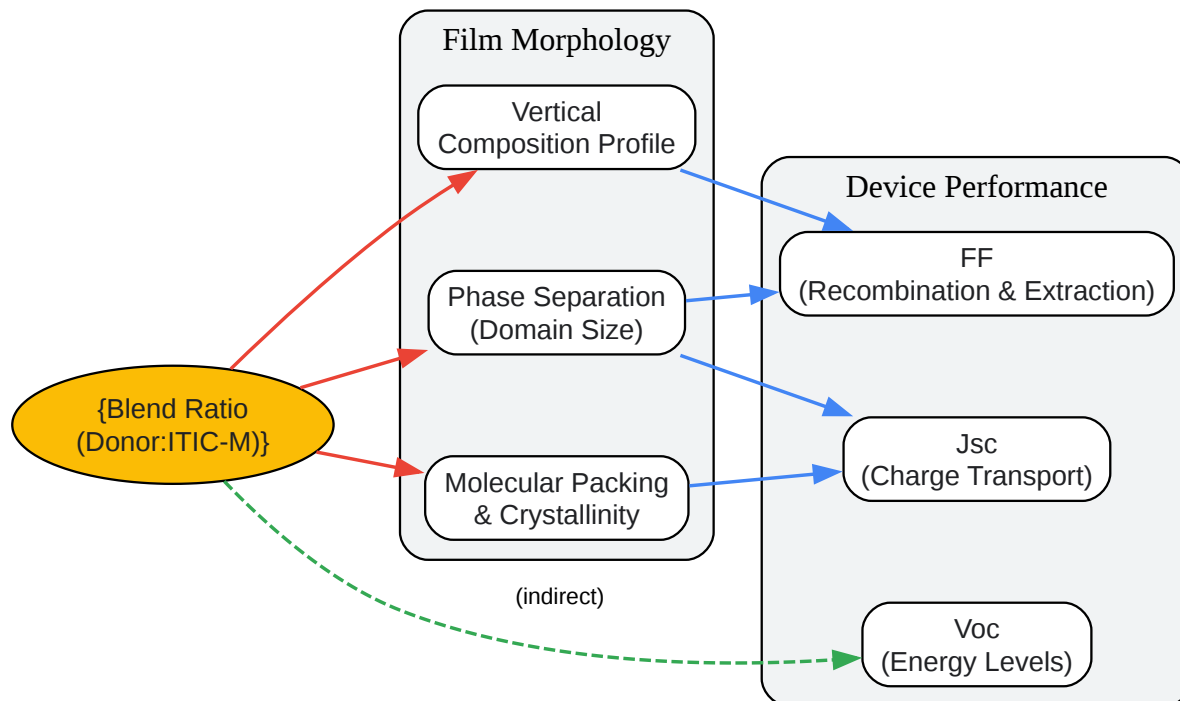 Film Morphology
Vertical
Composition Profile
Device Performance
FF
(Recombination & Extraction)
Phase Separation
(Domain Size)
{Blend Ratio
(Donor:ITIC-M)}
Jsc
(Charge Transport)
Molecular Packing
& Crystallinity
(indirect)
Voc
(Energy Levels)